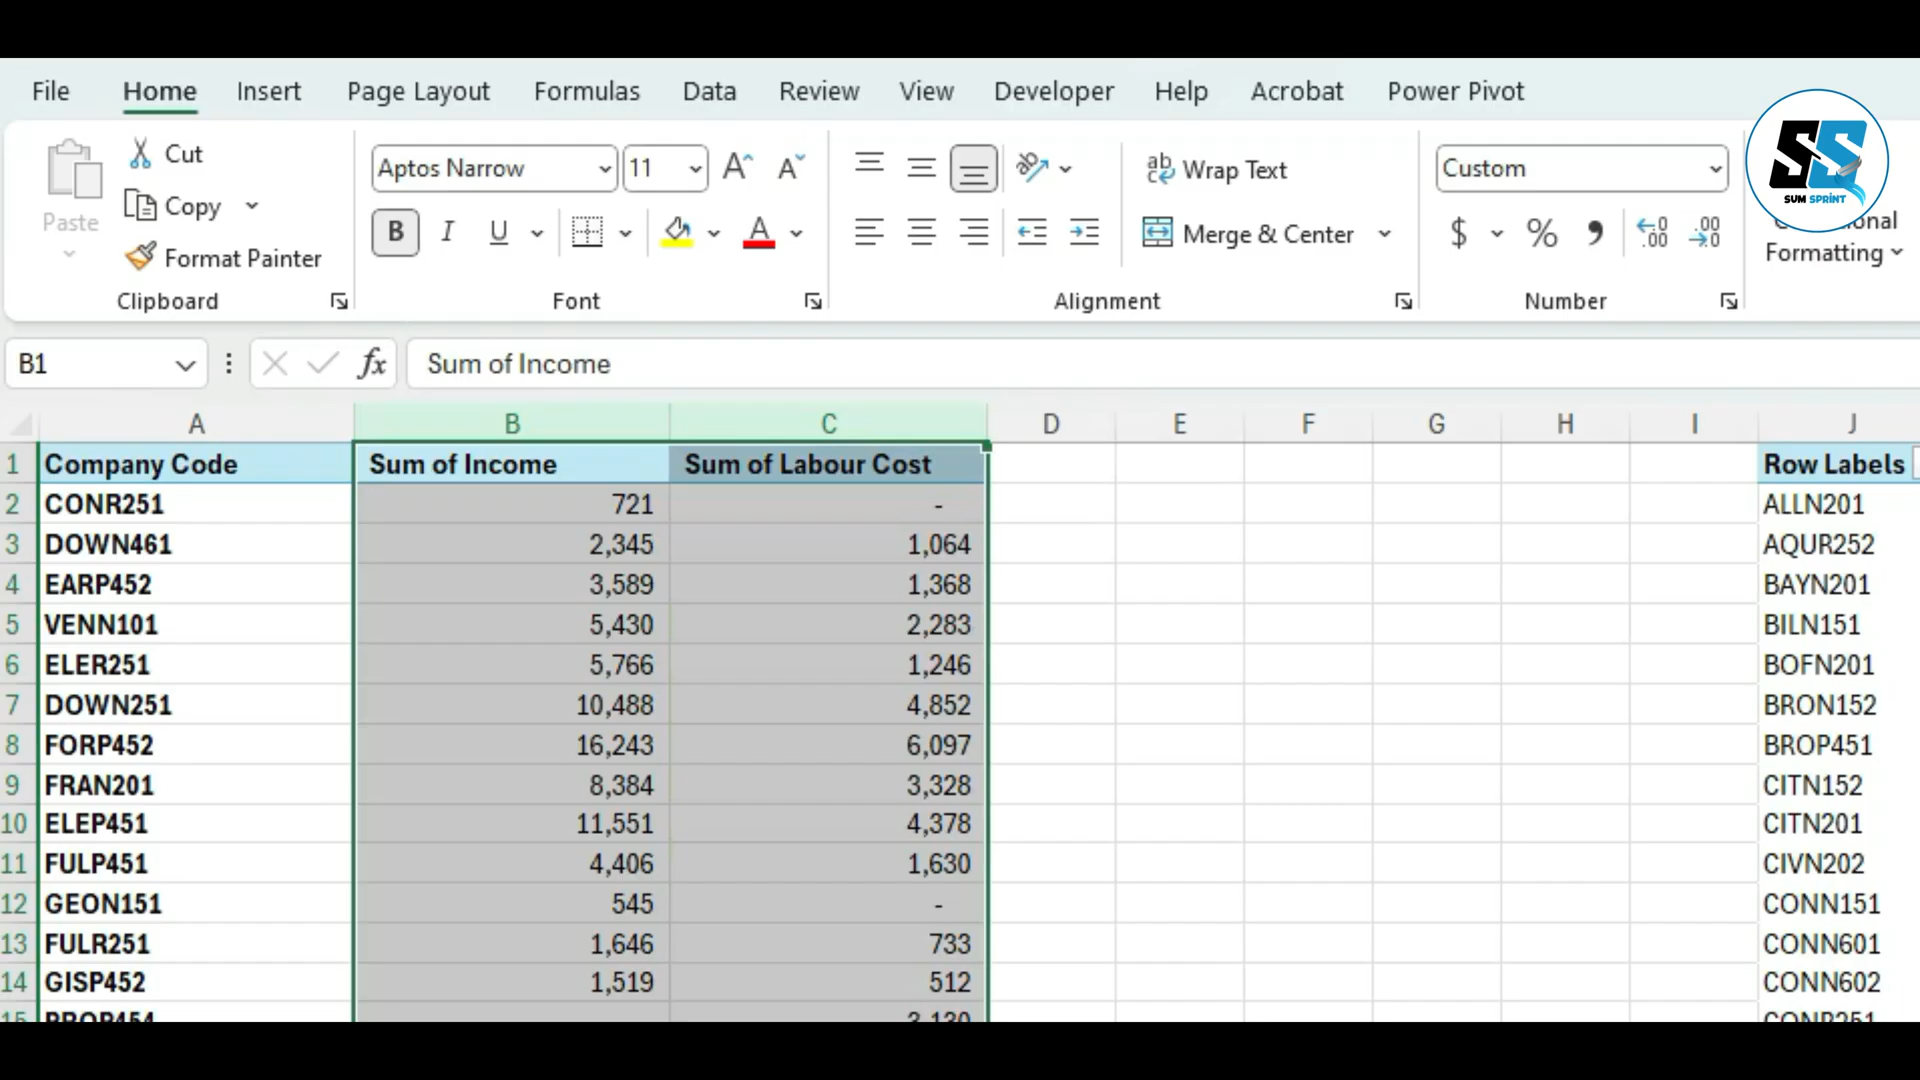 File Home Insert Page Layout Formulas Data Review View Developer Help Acrobat Power Pivot
SS
SUM SPRINT
Paste
Cut
Copy
Format Painter
Clipboard
Aptos Narrow 11 A A
B I U A
Font
ab Wrap Text
Merge & Center
Alignment
Custom
$ % 9 .00 .00
Number
Formatting
B1 fx Sum of Income
A B C D E F G H I J
1 Company Code Sum of Income Sum of Labour Cost Row Labels
2 CONR251 721 - ALLN201
3 DOWN461 2,345 1,064 AQUR252
4 EARP452 3,589 1,368 BAYN201
5 VENN101 5,430 2,283 BILN151
6 ELER251 5,766 1,246 BOFN201
7 DOWN251 10,488 4,852 BRON152
8 FORP452 16,243 6,097 BROP451
9 FRAN201 8,384 3,328 CITN152
10 ELEP451 11,551 4,378 CITN201
11 FULP451 4,406 1,630 CIVN202
12 GEON151 545 - CONN151
13 FULR251 1,646 733 CONN601
14 GISP452 1,519 512 CONN602